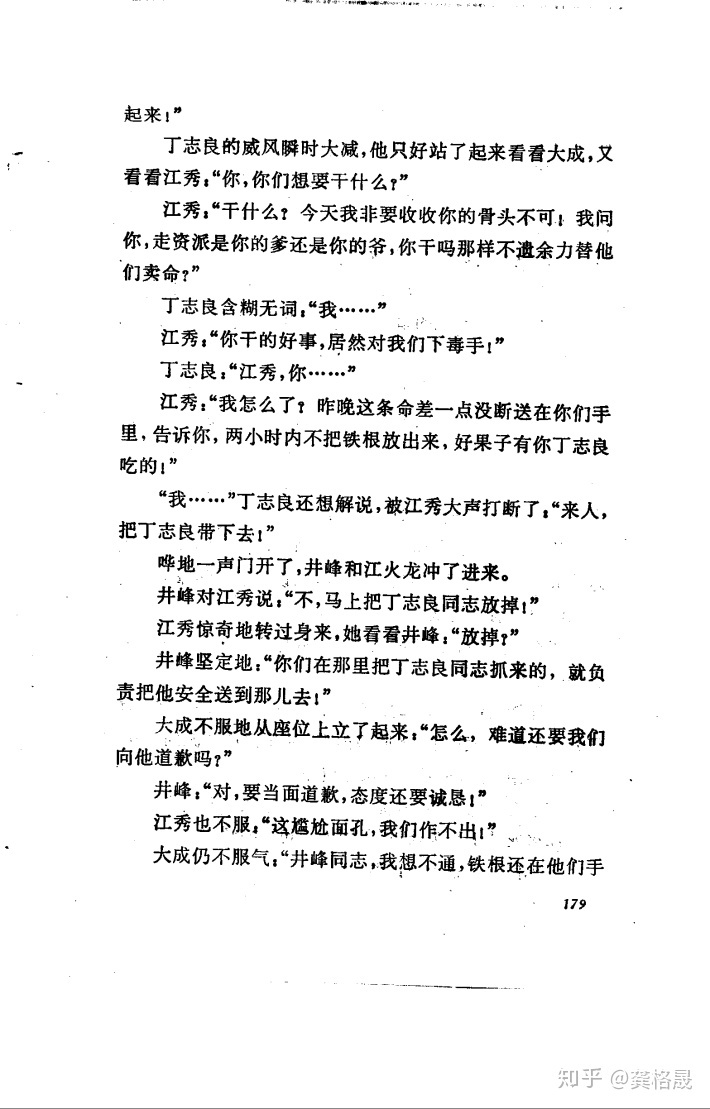 起来！”
丁志良的威风瞬时大减，他只好站了起来看看大成，又
看看江秀：“你，你们想要干什么？”
江秀：“干什么？今天我非要收收你的骨头不可！我问
你，走资派是你的爹还是你的爷，你干吗那样不遗余力替他
们卖命？”
丁志良含糊无词：“我……”
江秀：“你干的好事，居然对我们下毒手！”
丁志良：“江秀，你……”
江秀：“我怎么了？昨晚这条命差一点没断送在你们手
里，告诉你，两小时内不把铁根放出来，好果子有你丁志良
吃的！”
“我……”丁志良还想解说，被江秀大声打断了：“来人，
把丁志良带下去！”
哗地一声门开了，井峰和江火龙冲了进来。
井峰对江秀说：“不，马上把丁志良同志放掉！”
江秀惊奇地转过身来，她看看井峰：“放掉？”
井峰坚定地：“你们在那里把丁志良同志抓来的，就负
责把他安全送到那儿去！”
大成不服地从座位上立了起来：“怎么，难道还要我们
向他道歉吗？”
井峰：“对，要当面道歉，态度还要诚恳！”
江秀也不服：“这尴尬面孔，我们作不出！”
大成仍不服气：“井峰同志，我想不通，铁根还在他们手
179
知乎 @龚格晟